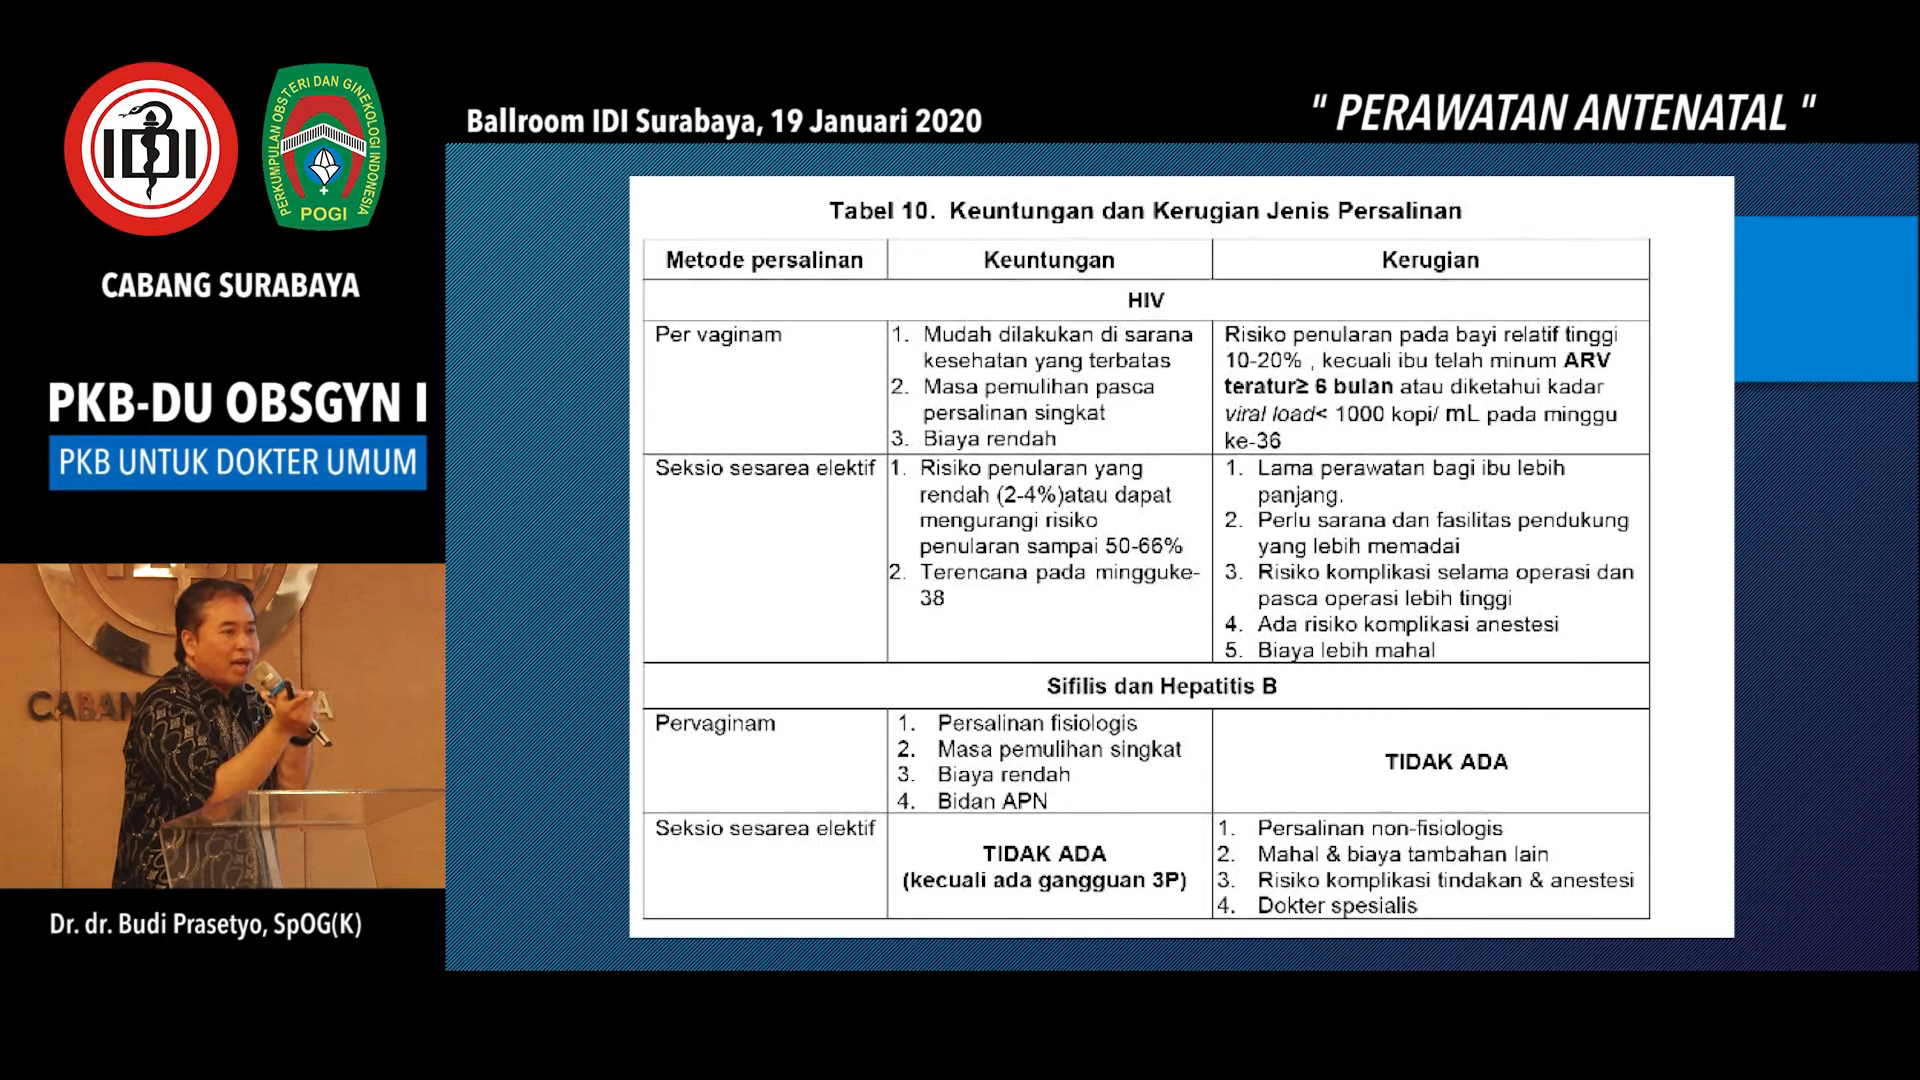 IDI
PERKUMPULAN OBSTETRI DAN GINEKOLOGI INDONESIA
POGI
CABANG SURABAYA
PKB-DU OBSGYN I
PKB UNTUK DOKTER UMUM
Dr. dr. Budi Prasetyo, SpOG(K)
Ballroom IDI Surabaya, 19 Januari 2020
" PERAWATAN ANTENATAL "
Tabel 10. Keuntungan dan Kerugian Jenis Persalinan
Metode persalinan
Keuntungan
Kerugian
HIV
Per vaginam
1. Mudah dilakukan di sarana
kesehatan yang terbatas
2. Masa pemulihan pasca
persalinan singkat
3. Biaya rendah
Risiko penularan pada bayi relatif tinggi
10-20% , kecuali ibu telah minum ARV
teratur≥ 6 bulan atau diketahui kadar
viral load< 1000 kopi/ mL pada minggu
ke-36
Seksio sesarea elektif
1. Risiko penularan yang
rendah (2-4%)atau dapat
mengurangi risiko
penularan sampai 50-66%
2. Terencana pada mingguke-
38
1. Lama perawatan bagi ibu lebih
panjang.
2. Perlu sarana dan fasilitas pendukung
yang lebih memadai
3. Risiko komplikasi selama operasi dan
pasca operasi lebih tinggi
4. Ada risiko komplikasi anestesi
5. Biaya lebih mahal
Sifilis dan Hepatitis B
Pervaginam
1. Persalinan fisiologis
2. Masa pemulihan singkat
3. Biaya rendah
4. Bidan APN
TIDAK ADA
Seksio sesarea elektif
TIDAK ADA
(kecuali ada gangguan 3P)
1. Persalinan non-fisiologis
2. Mahal & biaya tambahan lain
3. Risiko komplikasi tindakan & anestesi
4. Dokter spesialis